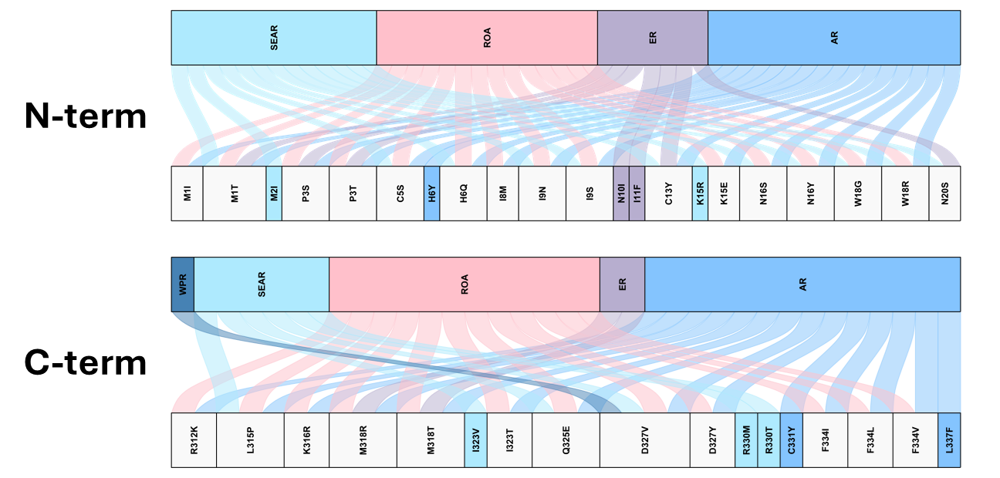 SEAR ROA ER AR
N-term
M1I M1T M2I P3S P3T C5S H6Y H6Q I8M I9N I9S N10I I11F C13Y K15R K15E N16S N16Y W18G W18R N20S
WPR SEAR ROA ER AR
C-term
R312K L315P K316R M318R M318T I323V I323T Q325E D327V D327Y R330M R330T C331Y F334I F334L F334V L337F